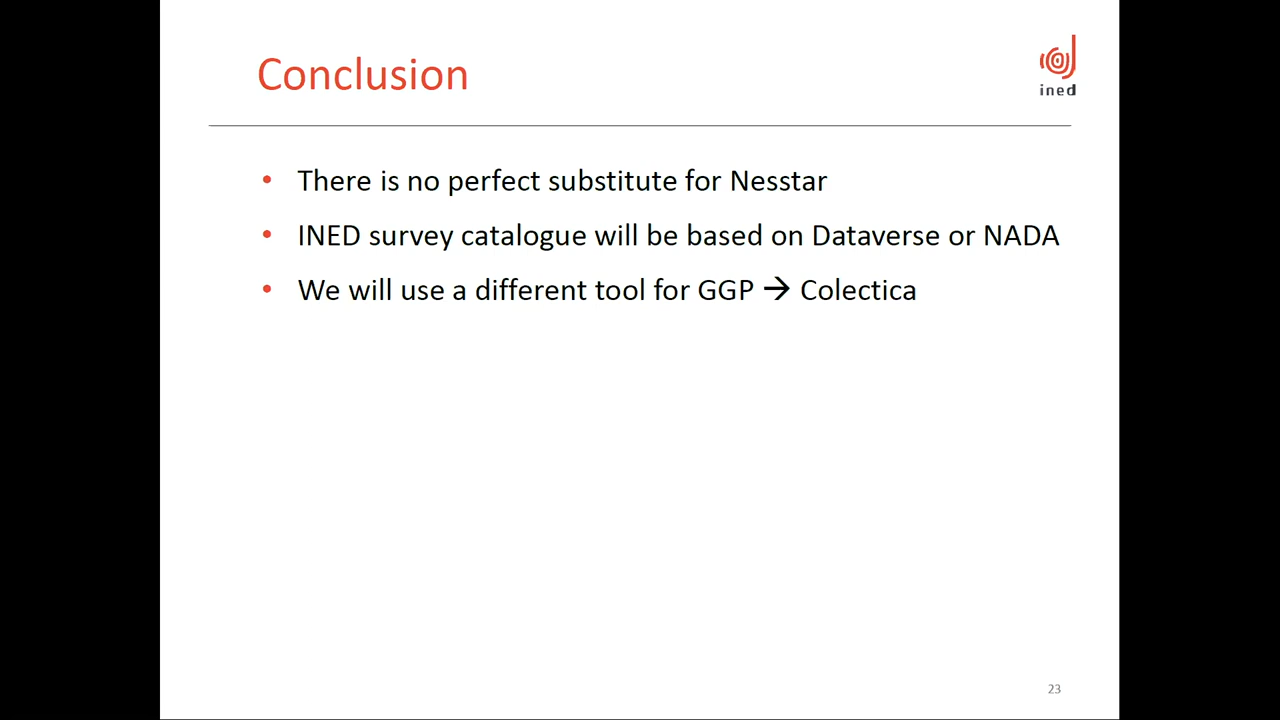 Conclusion
ined
• There is no perfect substitute for Nesstar
• INED survey catalogue will be based on Dataverse or NADA
• We will use a different tool for GGP → Colectica
23